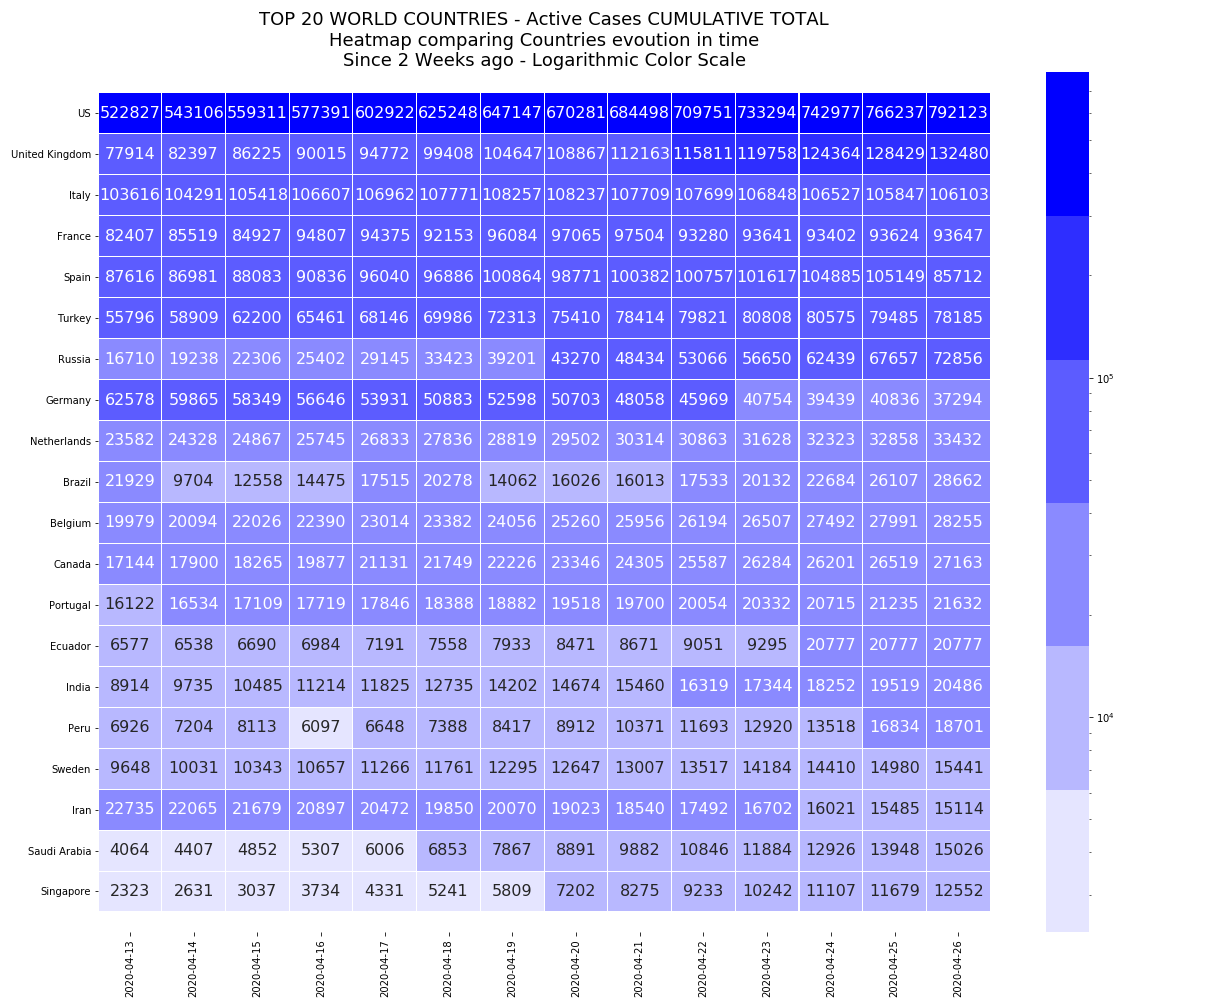 TOP 20 WORLD COUNTRIES - Active Cases CUMULATIVE TOTAL
Heatmap comparing Countries evoution in time
Since 2 Weeks ago - Logarithmic Color Scale
US 522827 543106 559311 577391 602922 625248 647147 670281 684498 709751 733294 742977 766237 792123
United Kingdom 77914 82397 86225 90015 94772 99408 104647 108867 112163 115811 119758 124364 128429 132480
Italy 103616 104291 105418 106607 106962 107771 108257 108237 107709 107699 106848 106527 105847 106103
France 82407 85519 84927 94807 94375 92153 96084 97065 97504 93280 93641 93402 93624 93647
Spain 87616 86981 88083 90836 96040 96886 100864 98771 100382 100757 101617 104885 105149 85712
Turkey 55796 58909 62200 65461 68146 69986 72313 75410 78414 79821 80808 80575 79485 78185
Russia 16710 19238 22306 25402 29145 33423 39201 43270 48434 53066 56650 62439 67657 72856
Germany 62578 59865 58349 56646 53931 50883 52598 50703 48058 45969 40754 39439 40836 37294
Netherlands 23582 24328 24867 25745 26833 27836 28819 29502 30314 30863 31628 32323 32858 33432
Brazil 21929 9704 12558 14475 17515 20278 14062 16026 16013 17533 20132 22684 26107 28662
Belgium 19979 20094 22026 22390 23014 23382 24056 25260 25956 26194 26507 27492 27991 28255
Canada 17144 17900 18265 19877 21131 21749 22226 23346 24305 25587 26284 26201 26519 27163
Portugal 16122 16534 17109 17719 17846 18388 18882 19518 19700 20054 20332 20715 21235 21632
Ecuador 6577 6538 6690 6984 7191 7558 7933 8471 8671 9051 9295 20777 20777 20777
India 8914 9735 10485 11214 11825 12735 14202 14674 15460 16319 17344 18252 19519 20486
Peru 6926 7204 8113 6097 6648 7388 8417 8912 10371 11693 12920 13518 16834 18701
Sweden 9648 10031 10343 10657 11266 11761 12295 12647 13007 13517 14184 14410 14980 15441
Iran 22735 22065 21679 20897 20472 19850 20070 19023 18540 17492 16702 16021 15485 15114
Saudi Arabia 4064 4407 4852 5307 6006 6853 7867 8891 9882 10846 11884 12926 13948 15026
Singapore 2323 2631 3037 3734 4331 5241 5809 7202 8275 9233 10242 11107 11679 12552
2020-04-13 2020-04-14 2020-04-15 2020-04-16 2020-04-17 2020-04-18 2020-04-19 2020-04-20 2020-04-21 2020-04-22 2020-04-23 2020-04-24 2020-04-25 2020-04-26
10⁵
10⁴